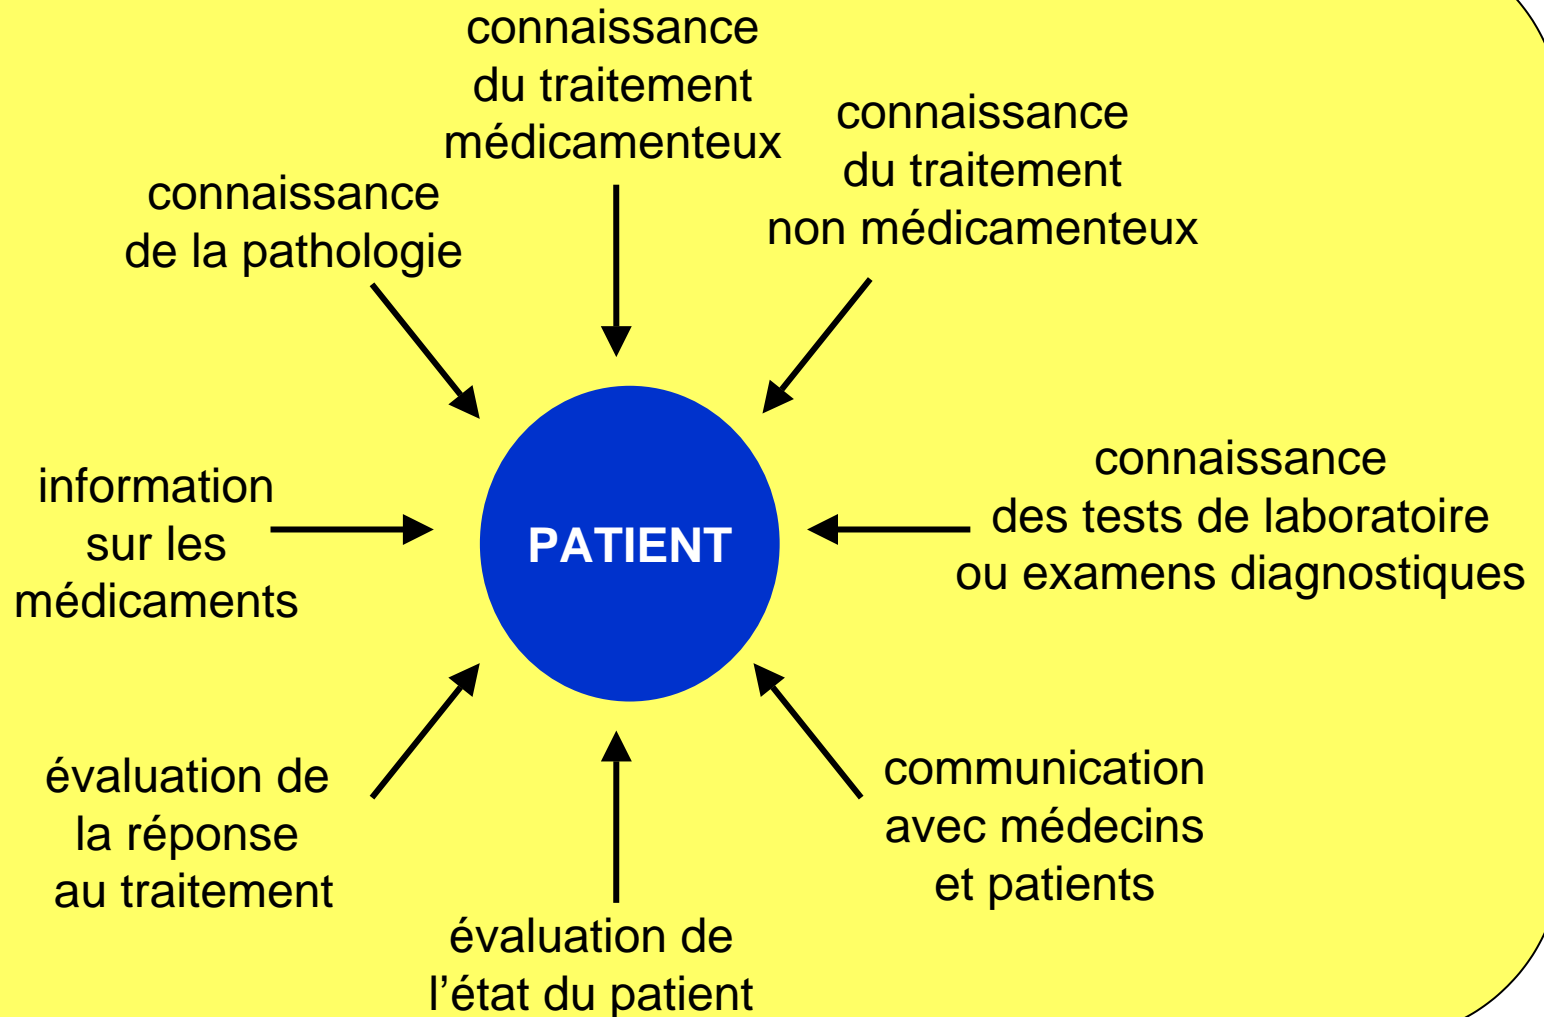 connaissance
du traitement
médicamenteux
connaissance
du traitement
non médicamenteux
connaissance
de la pathologie
connaissance
des tests de laboratoire
ou examens diagnostiques
information
sur les
médicaments
PATIENT
communication
avec médecins
et patients
évaluation de
la réponse
au traitement
évaluation de
l’état du patient